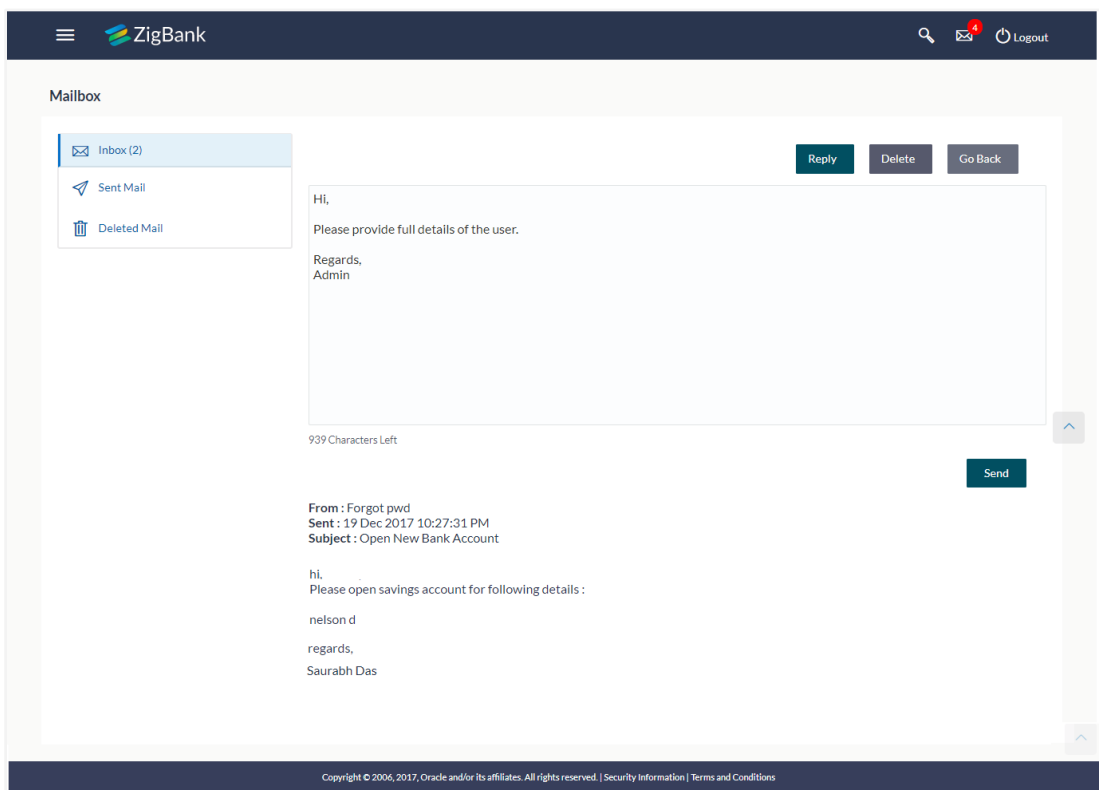 ZigBank
4
Logout
Mailbox
Inbox (2)
Sent Mail
Deleted Mail
Reply
Delete
Go Back
Hi,
Please provide full details of the user.
Regards,
Admin
939 Characters Left
Send
From : Forgot pwd
Sent : 19 Dec 2017 10:27:31 PM
Subject : Open New Bank Account
hi.
Please open savings account for following details :
nelson d
regards,
Saurabh Das
Copyright © 2006, 2017, Oracle and/or its affiliates. All rights reserved. | Security Information | Terms and Conditions